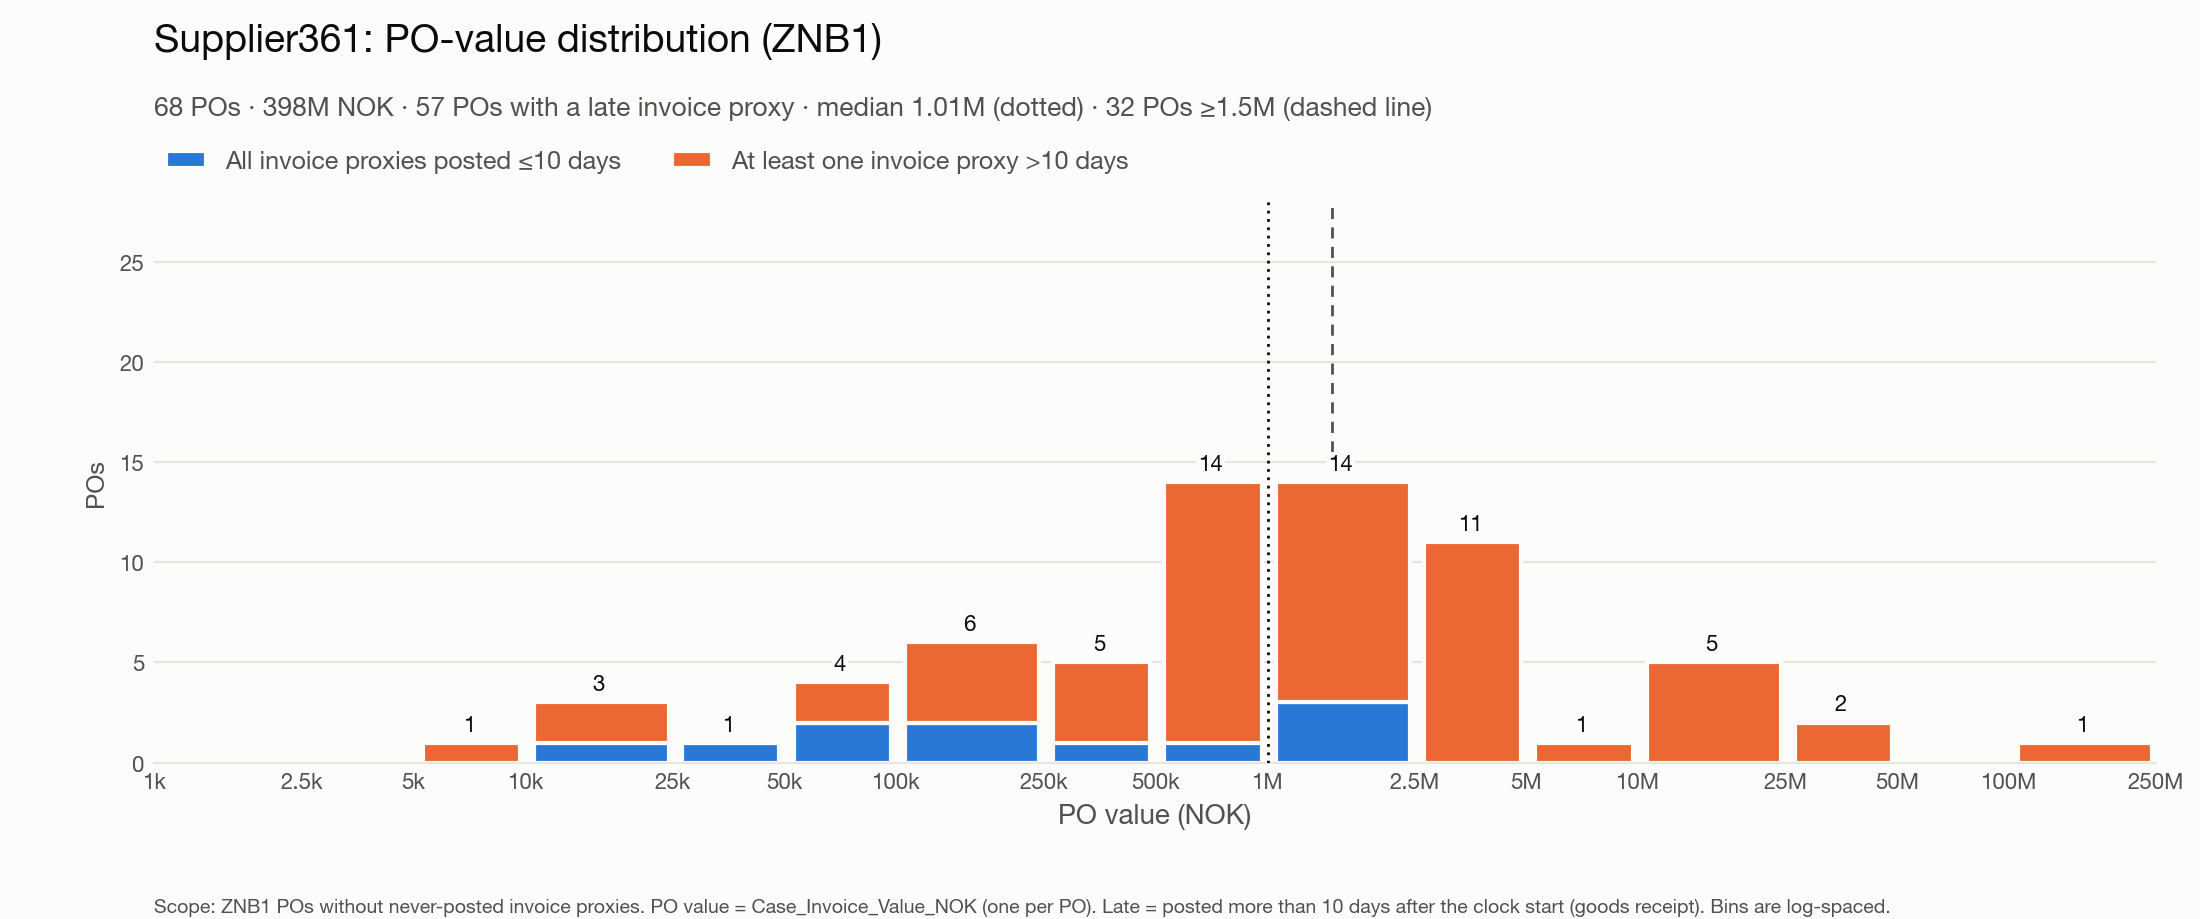 Supplier361: PO-value distribution (ZNB1)
68 POs · 398M NOK · 57 POs with a late invoice proxy · median 1.01M (dotted) · 32 POs ≥1.5M (dashed line)
All invoice proxies posted ≤10 days
At least one invoice proxy >10 days
25
20
15
10
5
0
POs
1
3
1
4
6
5
14
14
11
1
5
2
1
1k 2.5k 5k 10k 25k 50k 100k 250k 500k 1M 2.5M 5M 10M 25M 50M 100M 250M
PO value (NOK)
Scope: ZNB1 POs without never-posted invoice proxies. PO value = Case_Invoice_Value_NOK (one per PO). Late = posted more than 10 days after the clock start (goods receipt). Bins are log-spaced.